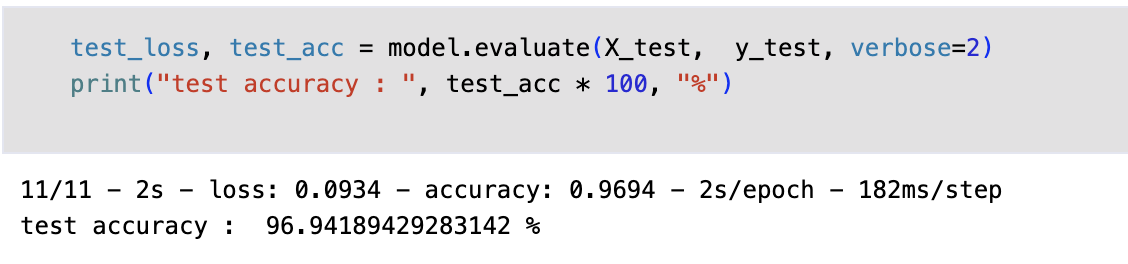 test_loss, test_acc = model.evaluate(X_test,  y_test, verbose=2)
print("test accuracy : ", test_acc * 100, "%")
11/11 – 2s – loss: 0.0934 – accuracy: 0.9694 – 2s/epoch – 182ms/step
test accuracy :  96.94189429283142 %